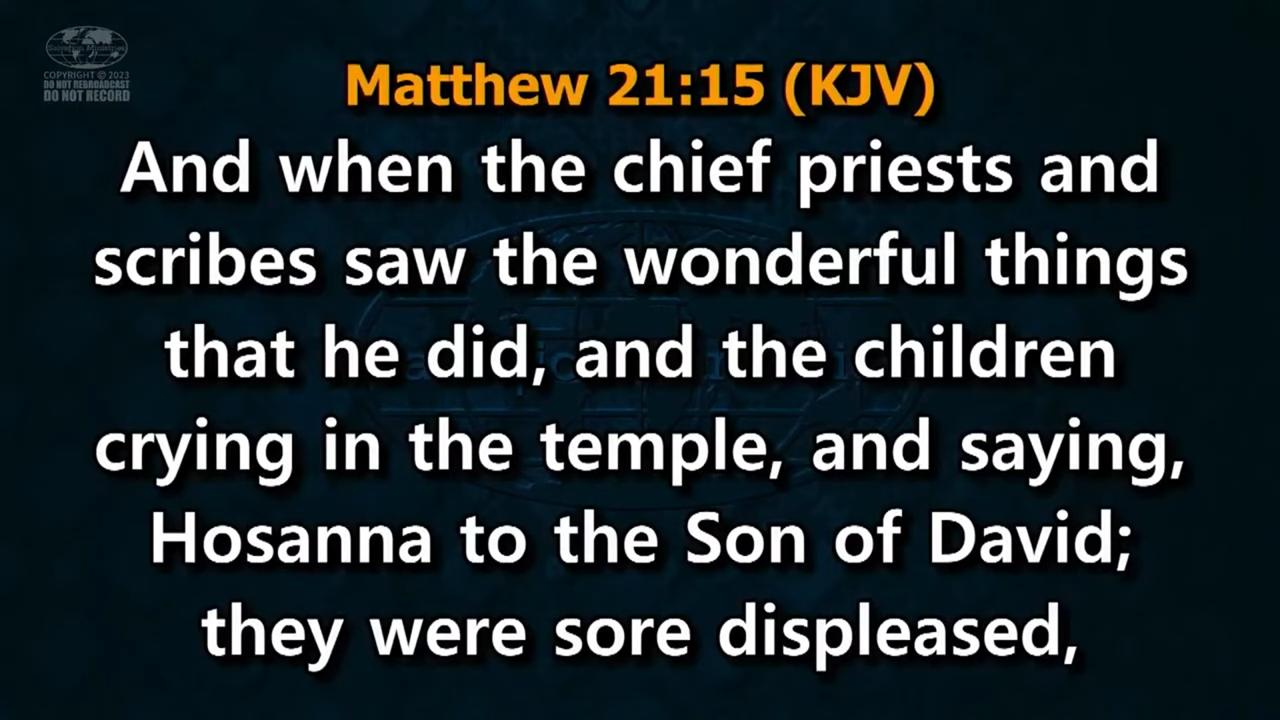 Salvation Ministries
COPYRIGHT © 2023
DO NOT REBROADCAST
DO NOT RECORD
Matthew 21:15 (KJV)
And when the chief priests and
scribes saw the wonderful things
that he did, and the children
crying in the temple, and saying,
Hosanna to the Son of David;
they were sore displeased,